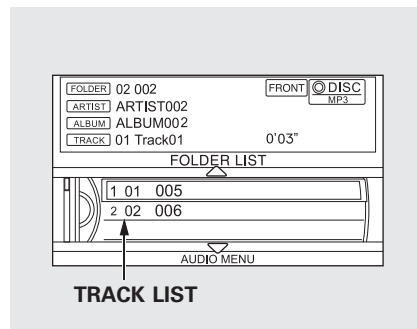 FOLDER 02 002 FRONT DISC
MP3
ARTIST ARTIST002
ALBUM ALBUM002
TRACK 01 Track01 0'03"
FOLDER LIST
1 01 005
2 02 006
AUDIO MENU
TRACK LIST